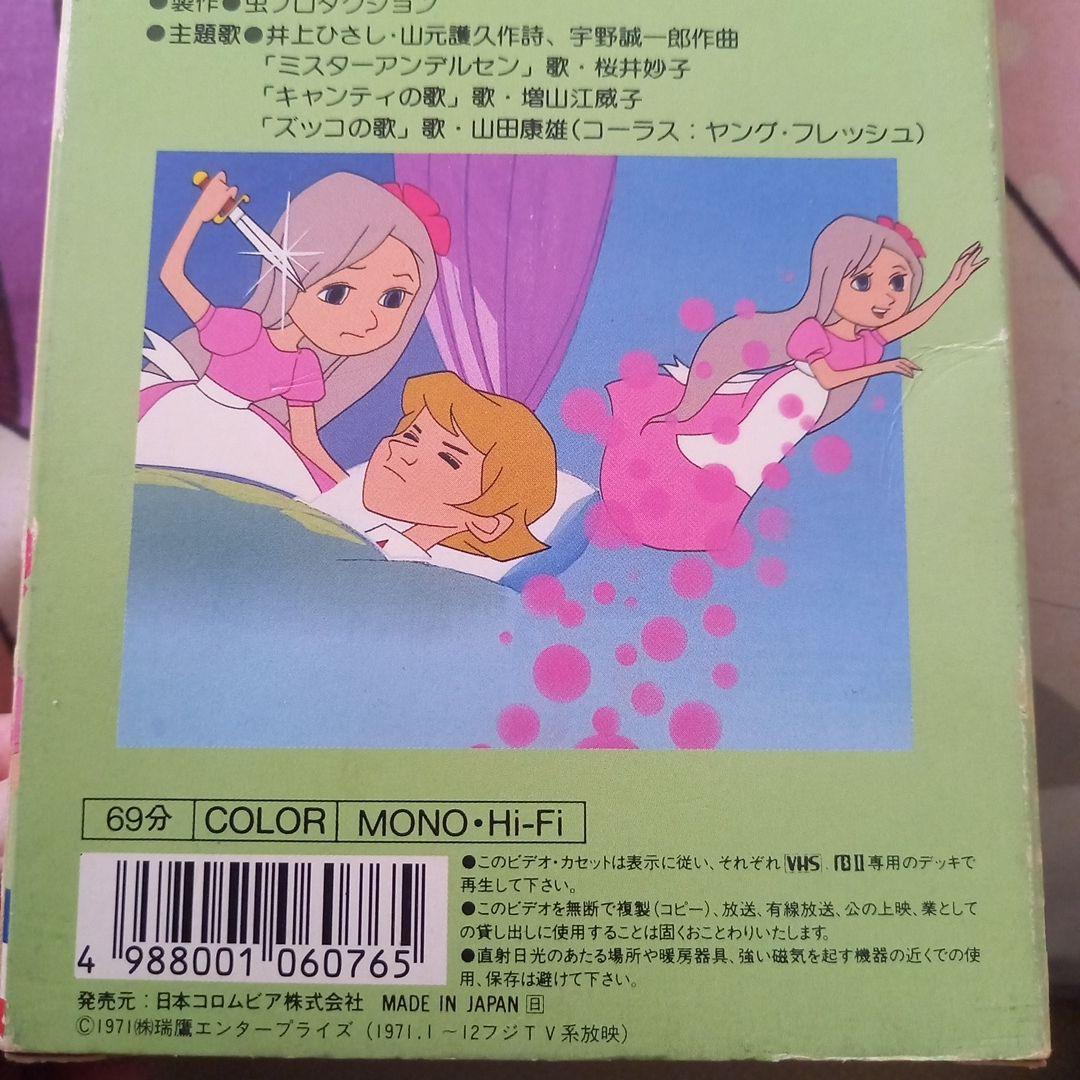 ●製作●虫プロダクション
●主題歌●井上ひさし・山元護久作詩、宇野誠一郎作曲
「ミスターアンデルセン」歌・桜井妙子
「キャンティの歌」歌・増山江威子
「ズッコの歌」歌・山田康雄(コーラス:ヤング・フレッシュ)
69分 COLOR MONO・Hi-Fi
●このビデオ・カセットは表示に従い、それぞれVHS、βII専用のデッキで
再生して下さい。
●このビデオを無断で複製(コピー)、放送、有線放送、公の上映、業として
の貸し出しに使用することは固くおことわりいたします。
●直射日光のあたる場所や暖房器具、強い磁気を起す機器の近くでの使
用、保存は避けて下さい。
4 988001 060765
発売元:日本コロムビア株式会社 MADE IN JAPAN 日
©1971㈱瑞鷹エンタープライズ (1971.1〜12フジTV系放映)